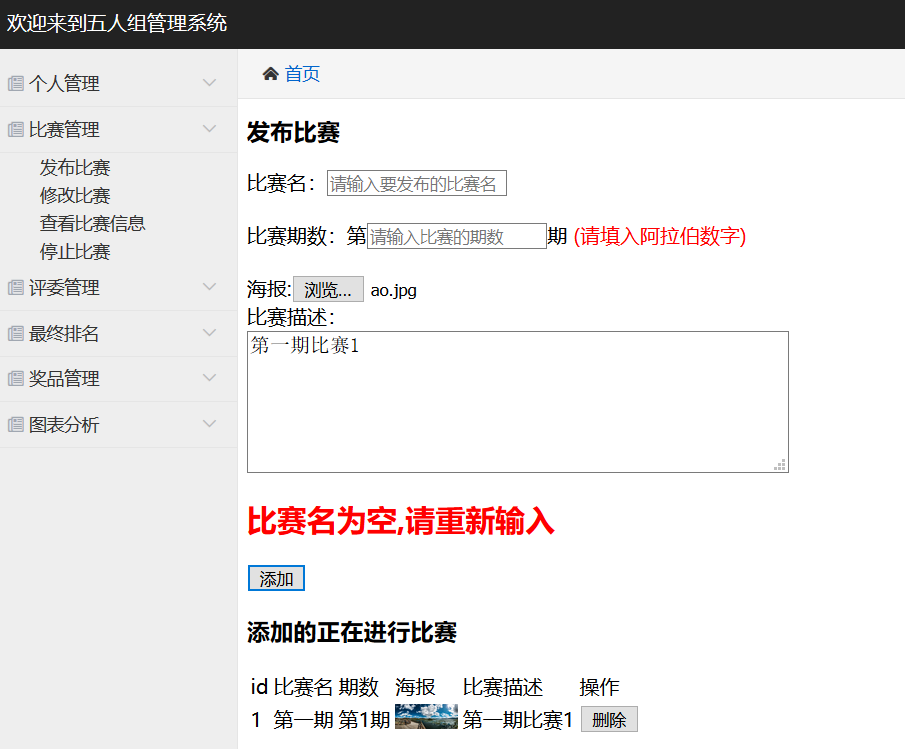 欢迎来到五人组管理系统
个人管理
比赛管理
发布比赛
修改比赛
查看比赛信息
停止比赛
评委管理
最终排名
奖品管理
图表分析
首页
发布比赛
比赛名：请输入要发布的比赛名
比赛期数：第请输入比赛的期数期 (请填入阿拉伯数字)
海报:浏览... ao.jpg
比赛描述：
第一期比赛1
比赛名为空,请重新输入
添加
添加的正在进行比赛
id 比赛名 期数 海报 比赛描述 操作
1 第一期 第1期 第一期比赛1 删除